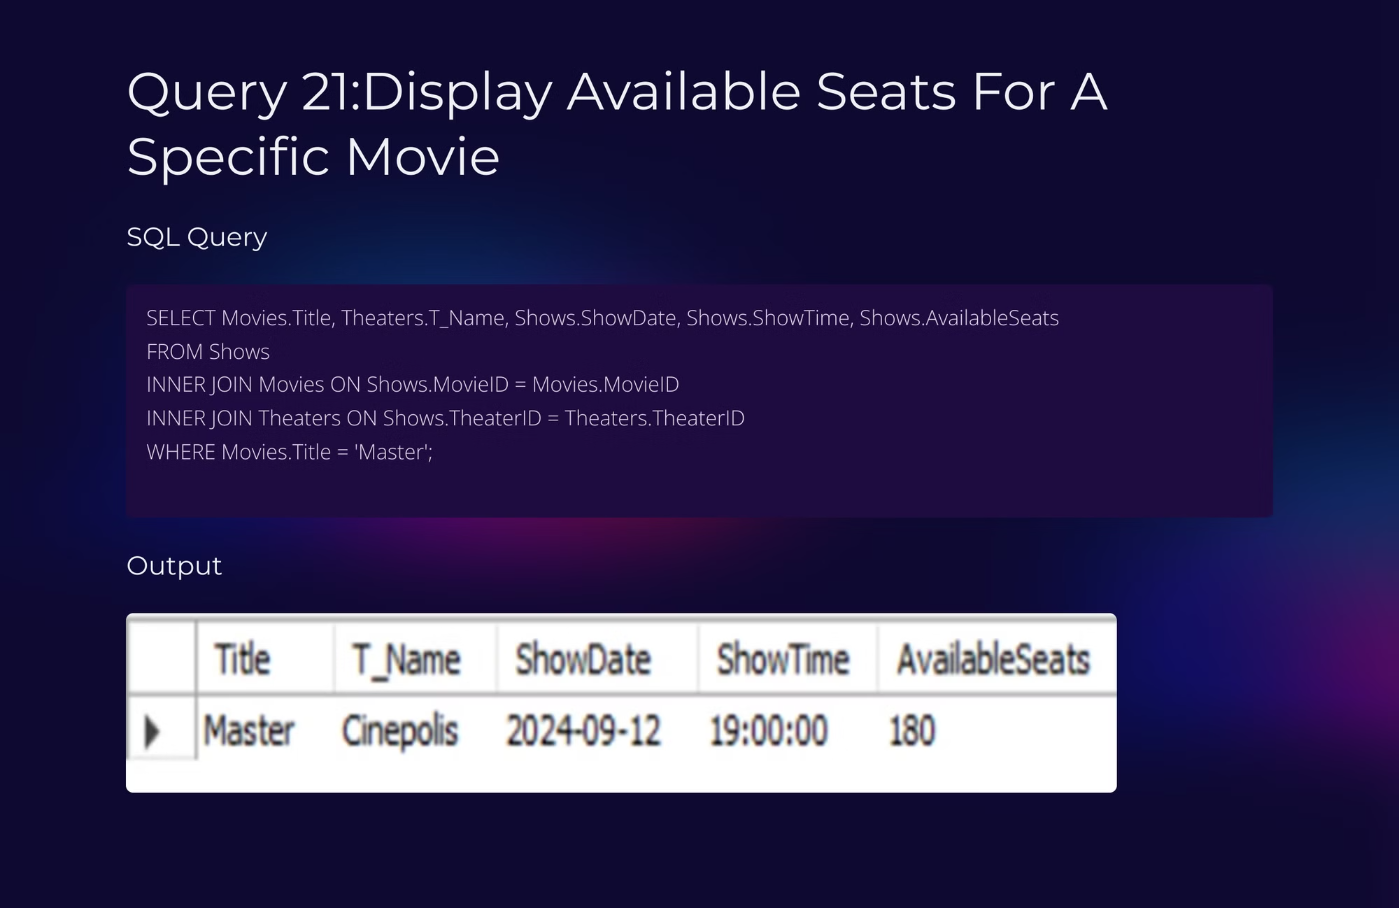 Query 21:Display Available Seats For A
Specific Movie
SQL Query
SELECT Movies.Title, Theaters.T_Name, Shows.ShowDate, Shows.ShowTime, Shows.AvailableSeats
FROM Shows
INNER JOIN Movies ON Shows.MovieID = Movies.MovieID
INNER JOIN Theaters ON Shows.TheaterID = Theaters.TheaterID
WHERE Movies.Title = 'Master';
Output
Title T_Name ShowDate ShowTime AvailableSeats
Master Cinepolis 2024-09-12 19:00:00 180